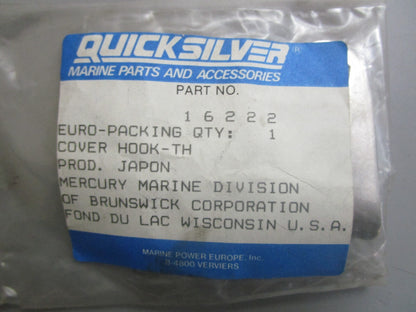 QUICKSILVER®
MARINE PARTS AND ACCESSORIES
PART NO.
16222
EURO-PACKING QTY: 1
COVER HOOK-TH
PROD. JAPON
MERCURY MARINE DIVISION
OF BRUNSWICK CORPORATION
FOND DU LAC WISCONSIN U.S.A.
MARINE POWER EUROPE, Inc.
B-4800 VERVIERS